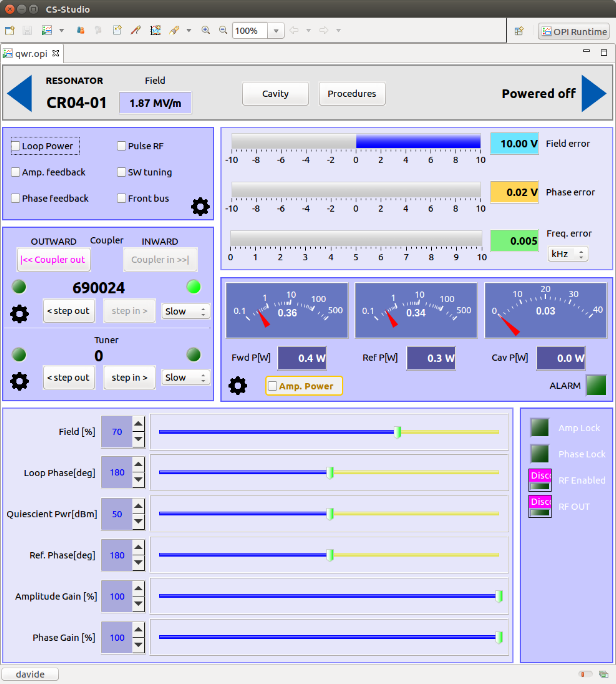 CS-Studio
100%
OPI Runtime
qwr.opi
RESONATOR Field
CR04-01 1.87 MV/m Cavity Procedures Powered off
Loop Power Pulse RF
Amp. feedback SW tuning
Phase feedback Front bus
-10 -8 -6 -4 -2 0 2 4 6 8 10
10.00 V Field error
-10 -8 -6 -4 -2 0 2 4 6 8 10
0.02 V Phase error
0 1 2 3 4 5 6 7 8 9 10
0.005 Freq. error
kHz
OUTWARD Coupler INWARD
|<< Coupler out Coupler in >>|
690024
< step out step in > Slow
Tuner
0
< step out step in > Slow
0.1 1 10 100 500
0.36
0.1 1 10 100 500
0.34
0 10 20 30 40
0.03
Fwd P[W] 0.4 W Ref P[W] 0.3 W Cav P[W] 0.0 W
Amp. Power ALARM
Field [%] 70
Loop Phase[deg] 180
Quiescient Pwr[dBm] 50
Ref. Phase[deg] 180
Amplitude Gain [%] 100
Phase Gain [%] 100
Amp Lock
Phase Lock
Disc RF Enabled
Disc RF OUT
davide